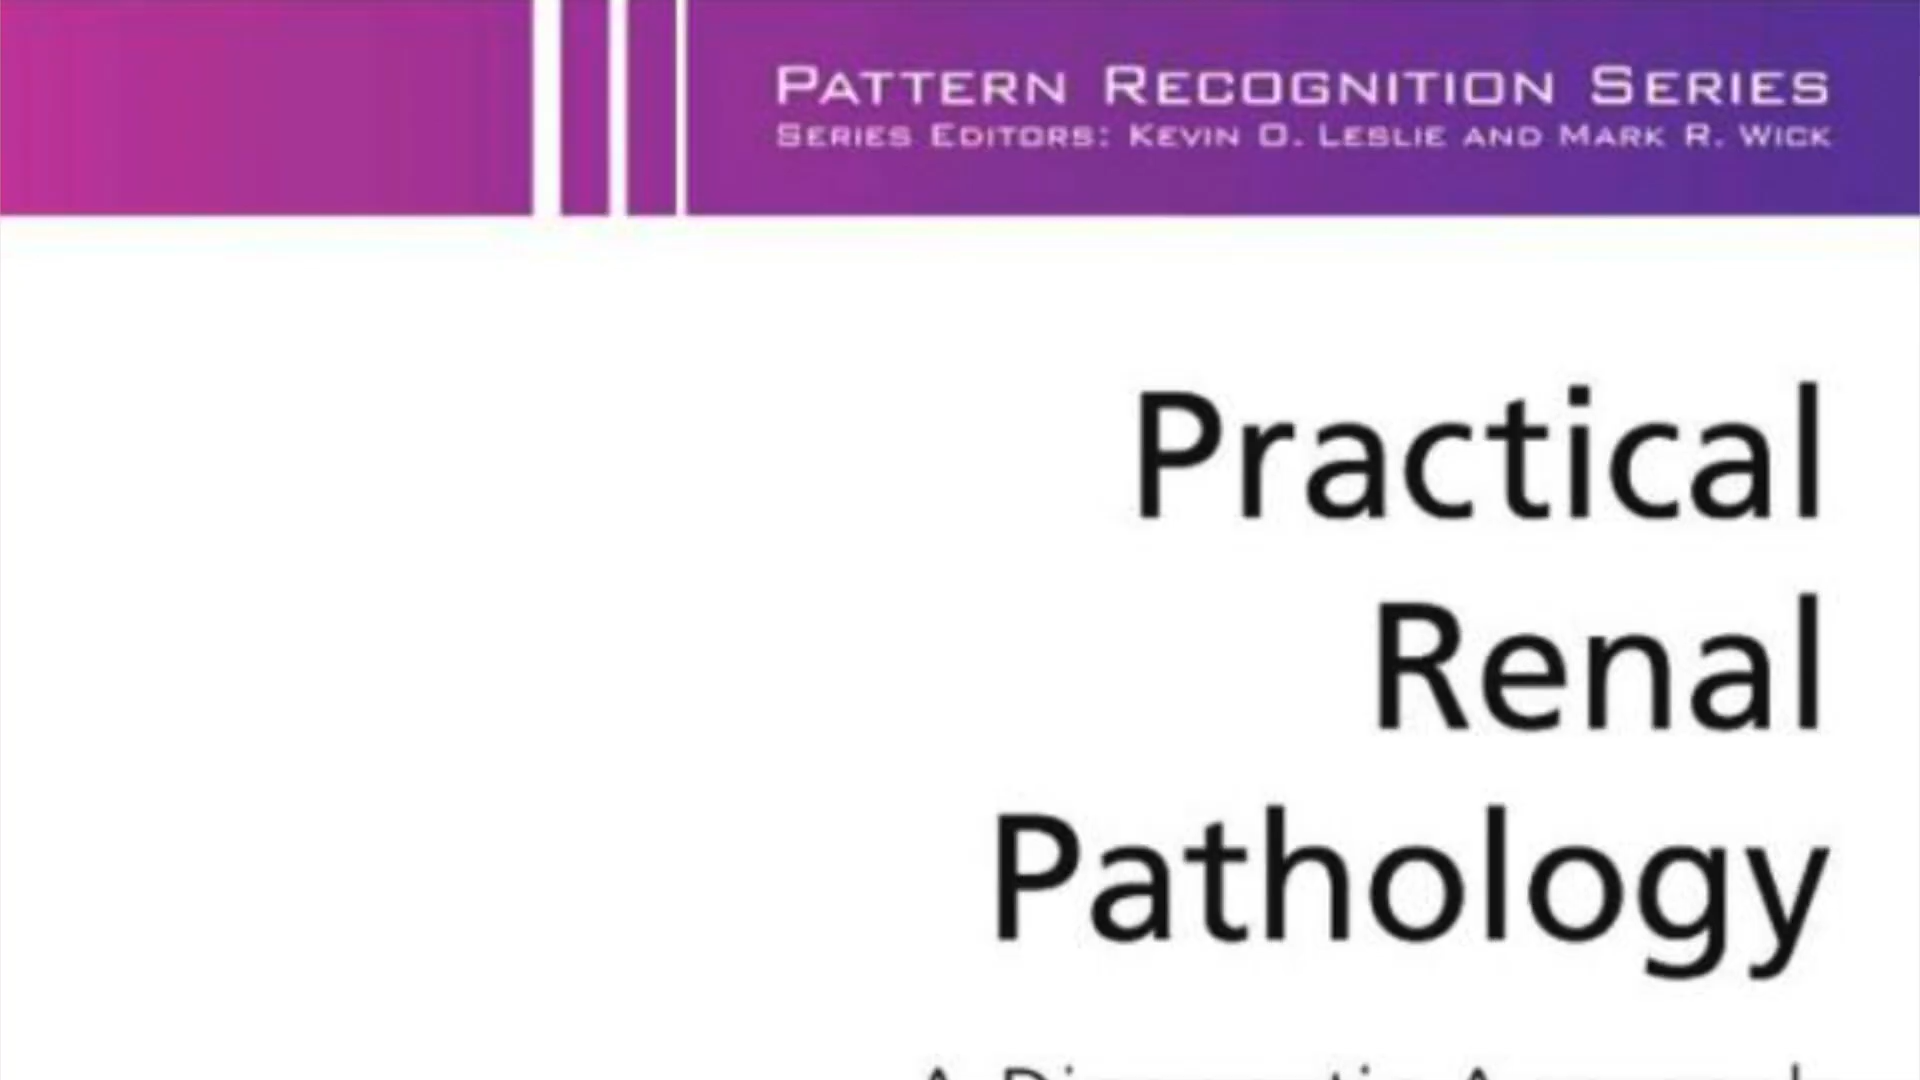 PATTERN RECOGNITION SERIES
SERIES EDITORS: KEVIN O. LESLIE AND MARK R. WICK
Practical
Renal
Pathology